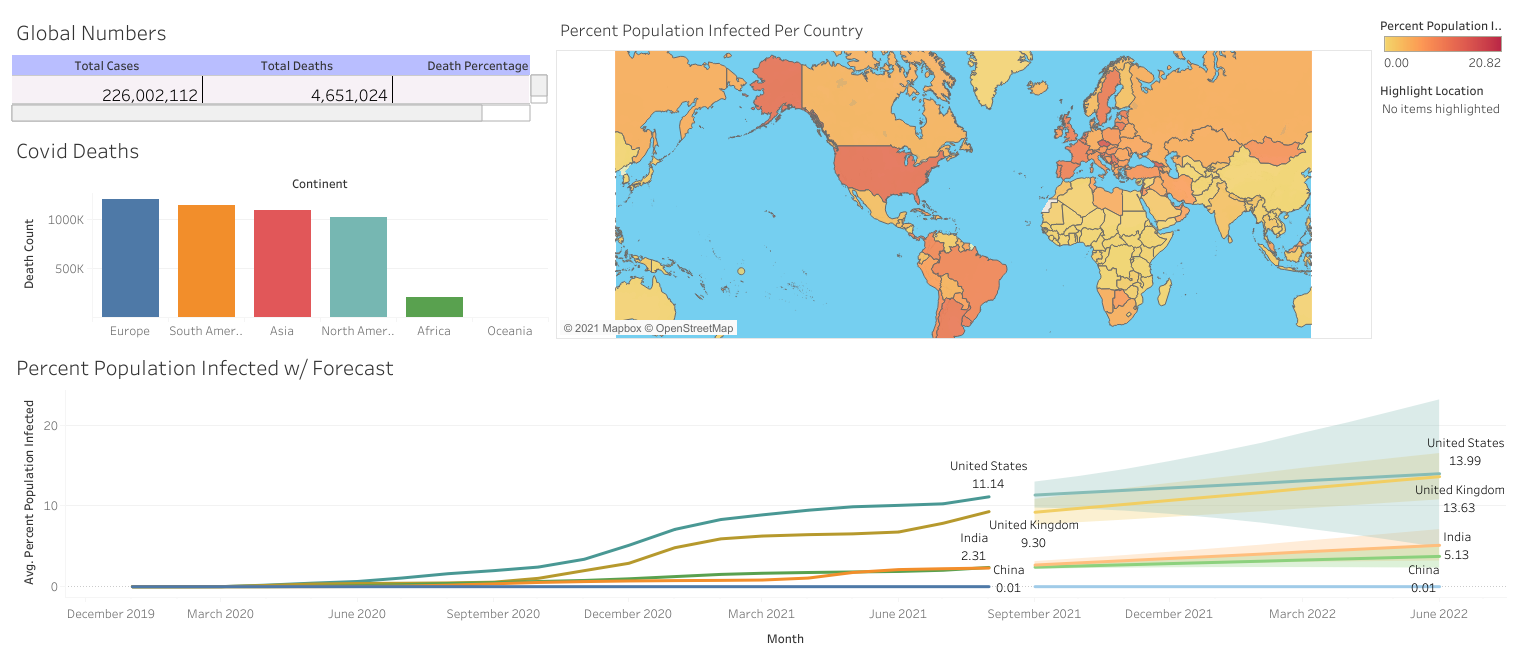 Global Numbers
Total Cases Total Deaths Death Percentage
226,002,112 4,651,024
Covid Deaths
Continent
Death Count
1000K
500K
Europe South Amer.. Asia North Amer.. Africa Oceania
Percent Population Infected Per Country
© 2021 Mapbox © OpenStreetMap
Percent Population I..
0.00 20.82
Highlight Location
No items highlighted
Percent Population Infected w/ Forecast
Avg. Percent Population Infected
20
10
0
United States
11.14
United Kingdom
9.30
India
2.31
China
0.01
United States
13.99
United Kingdom
13.63
India
5.13
China
0.01
December 2019 March 2020 June 2020 September 2020 December 2020 March 2021 June 2021 September 2021 December 2021 March 2022 June 2022
Month